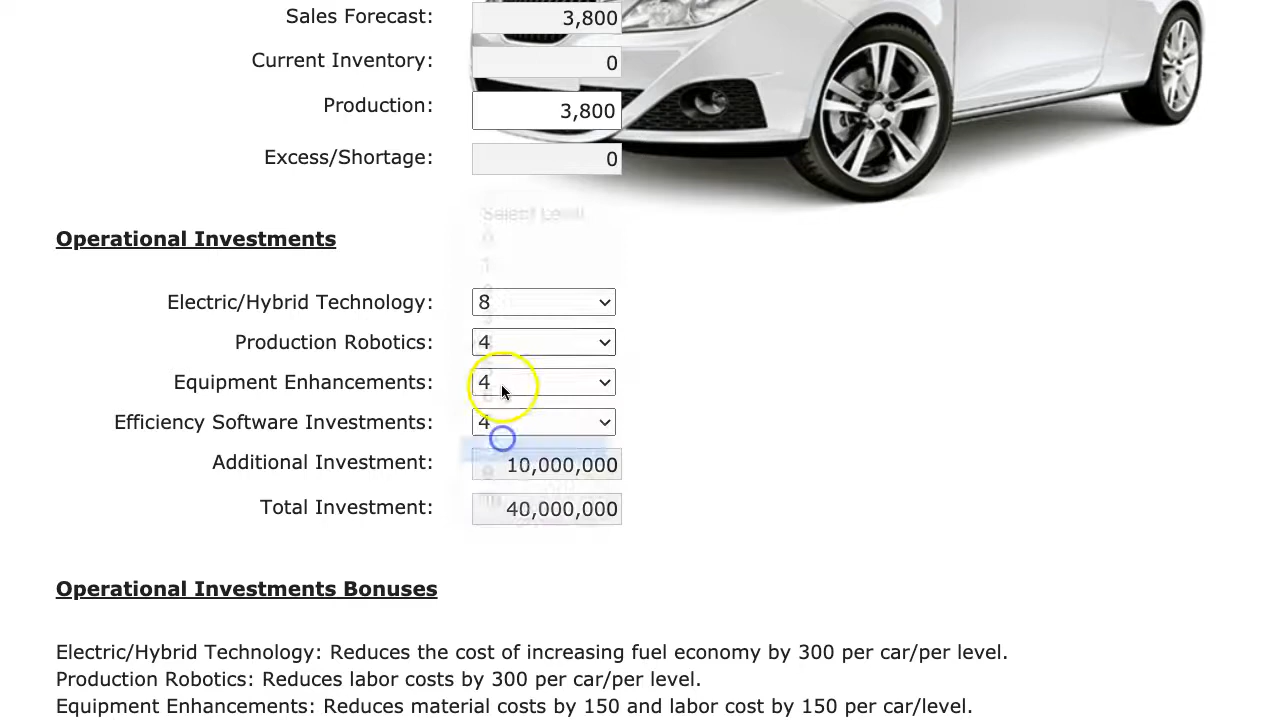 Sales Forecast: 3,800
Current Inventory: 0
Production: 3,800
Excess/Shortage: 0
Select Level
0
1
Operational Investments
Electric/Hybrid Technology: 8
Production Robotics: 4
Equipment Enhancements: 4
Efficiency Software Investments: 4
Additional Investment: 10,000,000
Total Investment: 40,000,000
Operational Investments Bonuses
Electric/Hybrid Technology: Reduces the cost of increasing fuel economy by 300 per car/per level.
Production Robotics: Reduces labor costs by 300 per car/per level.
Equipment Enhancements: Reduces material costs by 150 and labor cost by 150 per car/level.